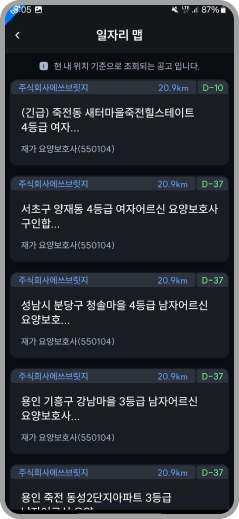 05 87%
일자리 맵
현 내 위치 기준으로 조회되는 공고 입니다.
주식회사에쓰브릿지 20.9km D-10
(긴급) 죽전동 새터마을죽전힐스테이트
4등급 여자...
재가 요양보호사(550104)
주식회사에쓰브릿지 20.9km D-37
서초구 양재동 4등급 여자어르신 요양보호사
구인합...
재가 요양보호사(550104)
주식회사에쓰브릿지 20.9km D-37
성남시 분당구 청솔마을 4등급 남자어르신
요양보호...
재가 요양보호사(550104)
주식회사에쓰브릿지 20.9km D-37
용인 기흥구 강남마을 3등급 남자어르신
요양보호사...
재가 요양보호사(550104)
주식회사에쓰브릿지 20.9km D-37
용인 죽전 동성2단지아파트 3등급
남자어르신 요양